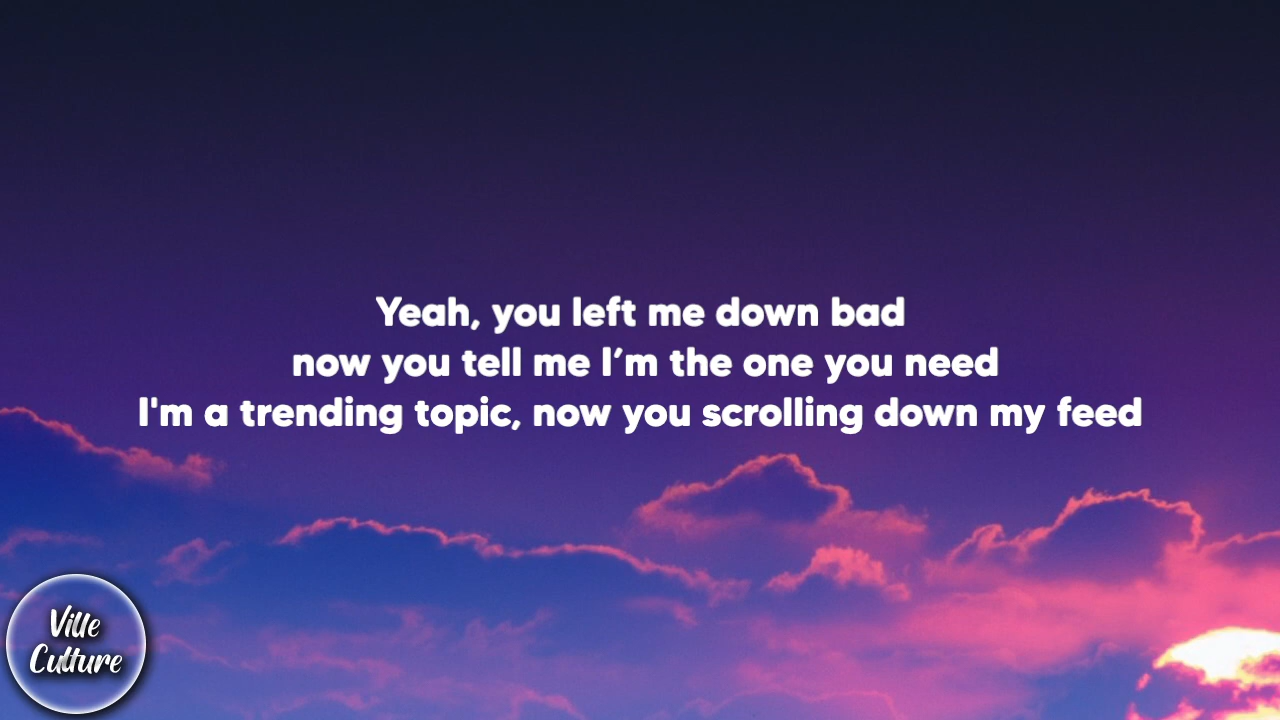 Yeah, you left me down bad
now you tell me I’m the one you need
I'm a trending topic, now you scrolling down my feed
Ville
Culture